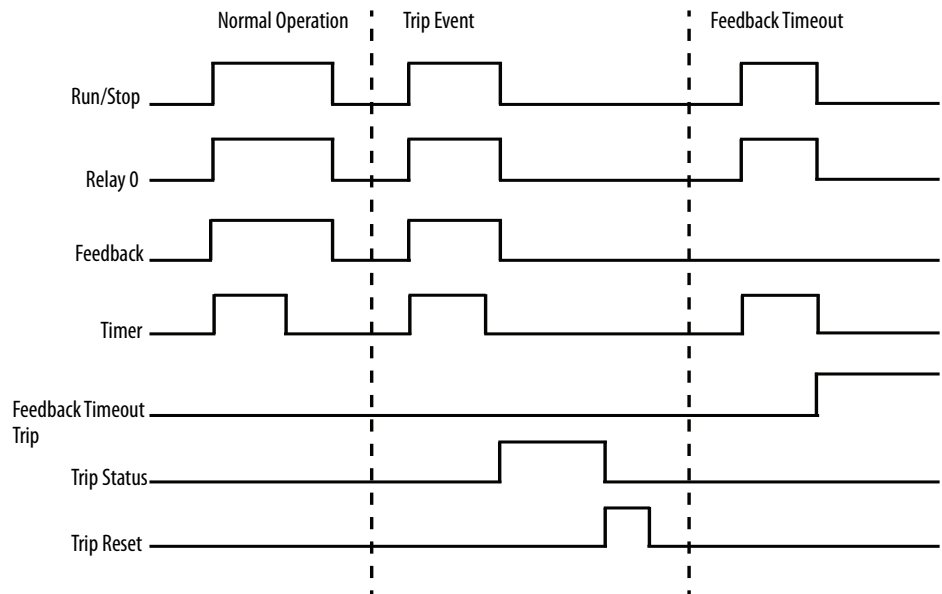 Normal Operation
Trip Event
Feedback Timeout
Run/Stop
Relay 0
Feedback
Timer
Feedback Timeout
Trip
Trip Status
Trip Reset